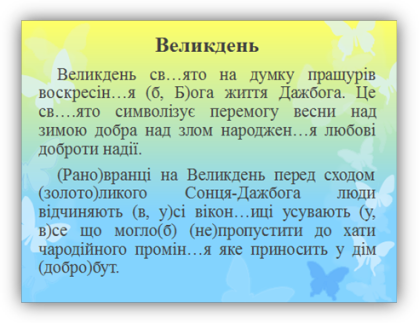 Великдень
Великдень св…ято на думку пращурів
воскресін…я (б, Б)ога життя Дажбога. Це
св….ято символізує перемогу весни над
зимою добра над злом народжен…я любові
доброти надії.
(Рано)вранці на Великдень перед сходом
(золото)ликого Сонця-Дажбога люди
відчиняють (в, у)сі вікон…иці усувають (у,
в)се що могло(б) (не)пропустити до хати
чародійного промін…я яке приносить у дім
(добро)бут.